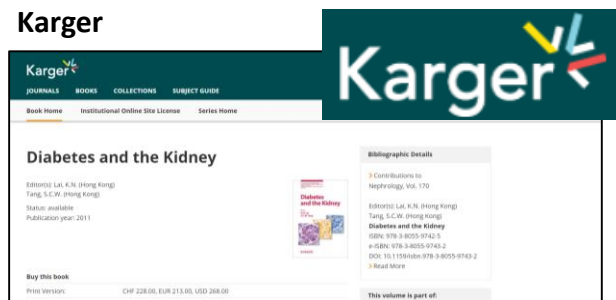 Karger
Karger
Karger
JOURNALS BOOKS COLLECTIONS SUBJECT GUIDE
Book Home Institutional Online Site License Series Home
Diabetes and the Kidney
Editor(s): Lai, K.N. (Hong Kong)
Tang, S.C.W. (Hong Kong)
Status: available
Publication year: 2011
Diabetes
and the Kidney
Buy this book
Print Version: CHF 228.00, EUR 213.00, USD 268.00
Bibliographic Details
Contributions to
Nephrology, Vol. 170
Editor(s): Lai, K.N. (Hong Kong)
Tang, S.C.W. (Hong Kong)
Diabetes and the Kidney
ISBN: 978-3-8055-9742-5
e-ISBN: 978-3-8055-9743-2
DOI: 10.1159/isbn.978-3-8055-9743-2
Read More
This volume is part of: